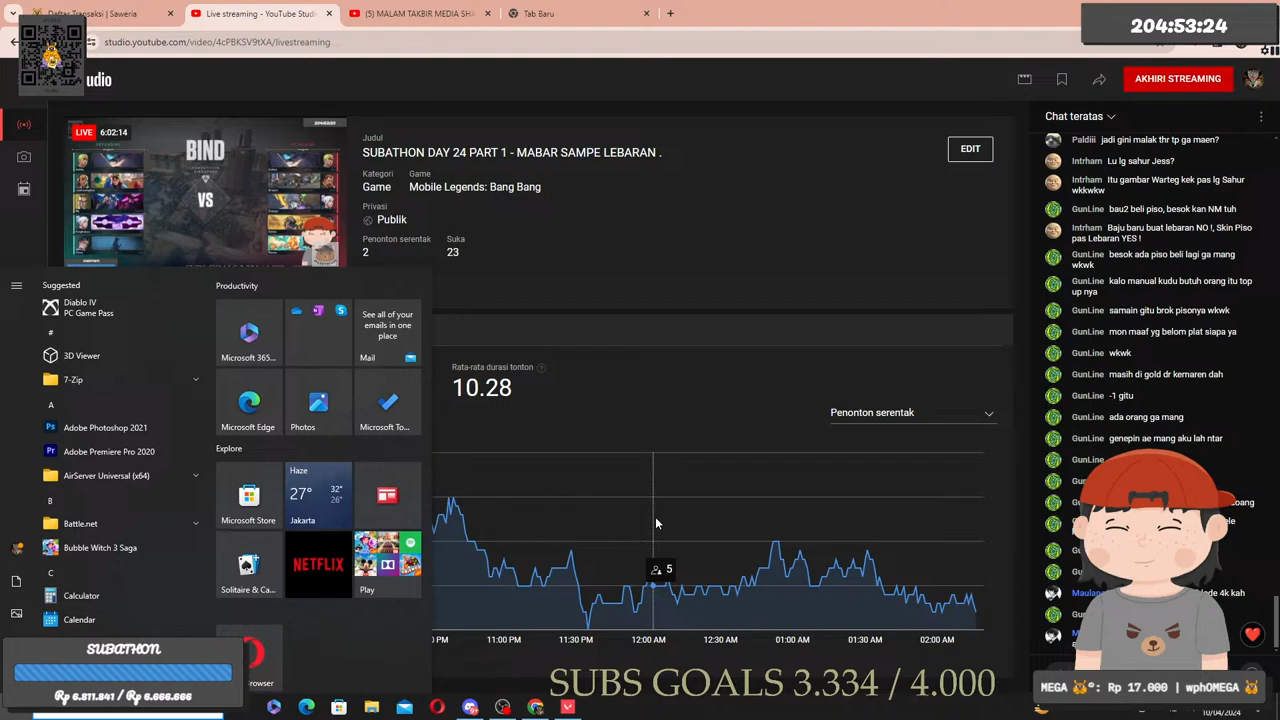 Daftar Transaksi | Saweria
Live streaming - YouTube Studio
(5) MALAM TAKBIR MEDIA SH
Tab Baru
204:53:24
studio.youtube.com/video/4cPBKSV9tXA/livestreaming
udio
AKHIRI STREAMING
LIVE 6:02:14
BIND
VS
Judul
SUBATHON DAY 24 PART 1 - MABAR SAMPE LEBARAN .
EDIT
Kategori Game
Game Mobile Legends: Bang Bang
Privasi
Publik
Penonton serentak Suka
2 23
Chat teratas
Paldiii jadi gini malak thr tp ga maen?
Intrham Lu lg sahur Jess?
Intrham Itu gambar Warteg kek pas lg Sahur
wkkwkw
GunLine bau2 beli piso, besok kan NM tuh
Intrham Baju baru buat lebaran NO !, Skin Piso
pas Lebaran YES !
GunLine besok ada piso beli lagi ga mang
wkwk
GunLine kalo manual kudu butuh orang itu top
up nya
GunLine samain gitu brok pisonya wkwk
GunLine mon maaf yg belom plat siapa ya
GunLine wkwk
GunLine masih di gold dr kemaren dah
GunLine -1 gitu
GunLine ada orang ga mang
GunLine genepin ae mang aku lah ntar
GunLine
Suggested
Diablo IV
PC Game Pass
#
3D Viewer
7-Zip
A
Adobe Photoshop 2021
Adobe Premiere Pro 2020
AirServer Universal (x64)
B
Battle.net
Bubble Witch 3 Saga
C
Calculator
Calendar
Productivity
Microsoft 365...
See all of your
emails in one
place
Mail
Microsoft Edge
Photos
Microsoft To...
Explore
Microsoft Store
Haze
27° 32°
26°
Jakarta
Solitaire & Ca...
NETFLIX
Play
Rata-rata durasi tonton
10.28
Penonton serentak
5
11:00 PM
11:30 PM
12:00 AM
12:30 AM
01:00 AM
01:30 AM
02:00 AM
SUBATHON
Rp 6.811.841 / Rp 6.666.666
SUBS GOALS 3.334 / 4.000
MEGA : Rp 17.000 | wphOMEGA
10/04/2024